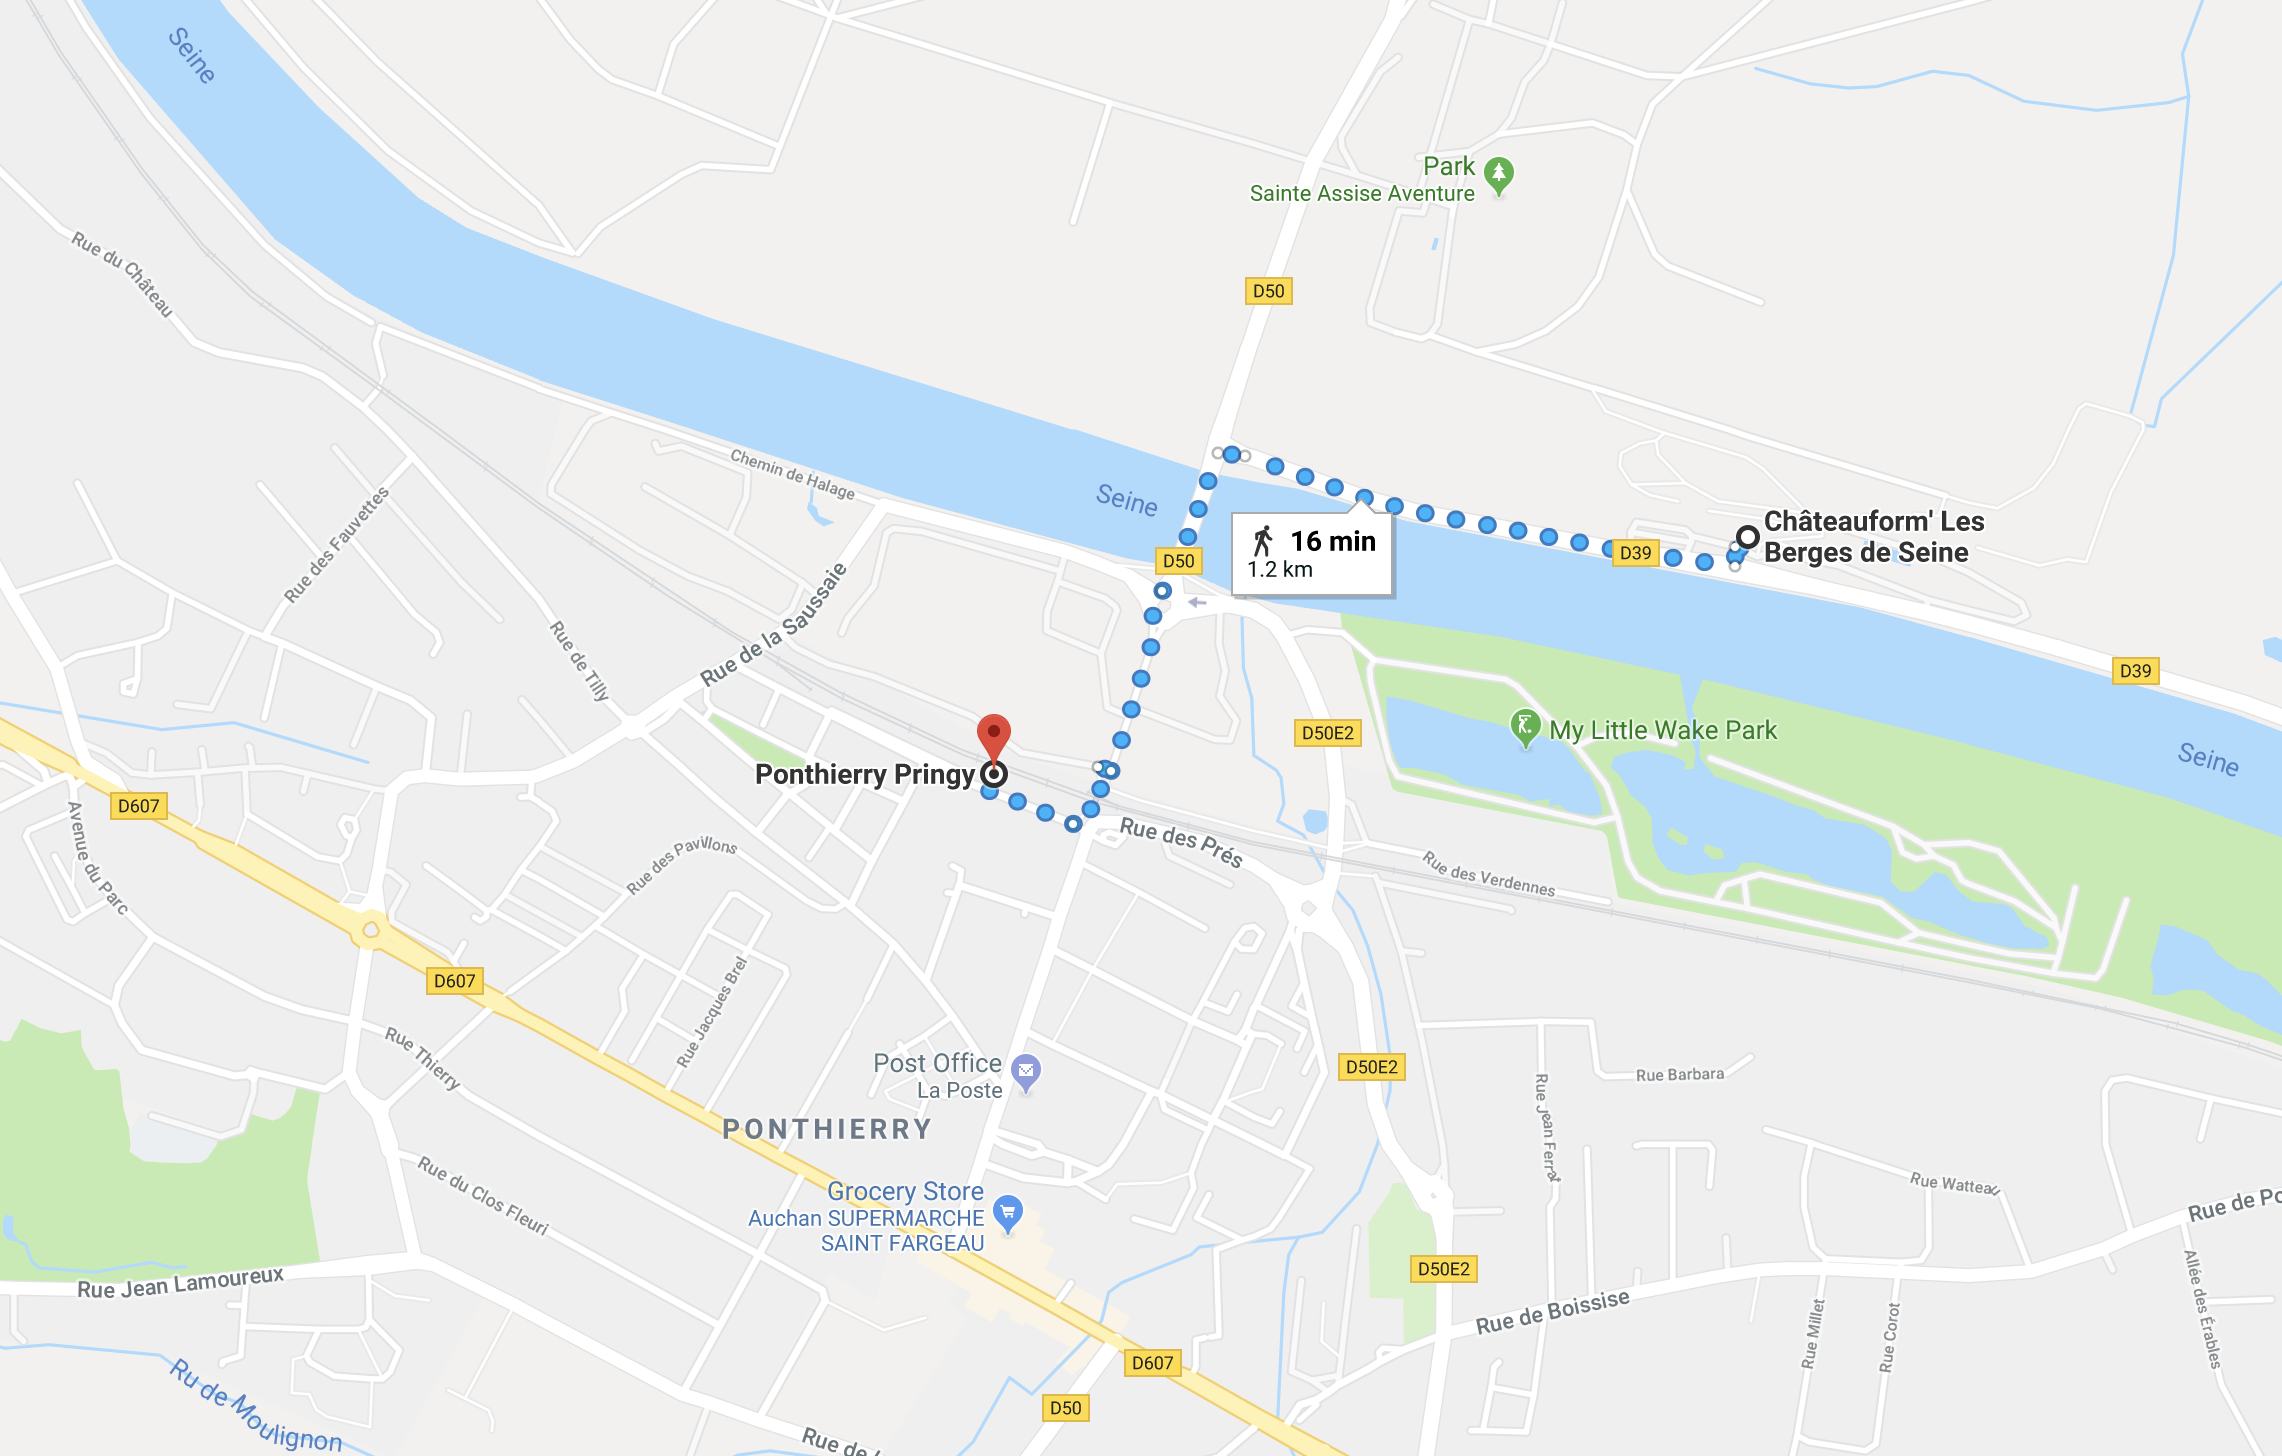 Seine
Rue du Château
Park
Sainte Assise Aventure
D50
Chemin de Halage
Seine
Rue des Fauvettes
D50
16 min
1.2 km
D39
Châteauform' Les
Berges de Seine
Rue de la Saussaie
Rue de Tilly
D39
D50E2
My Little Wake Park
Seine
Ponthierry Pringy
D607
Rue des Prés
Avenue du Parc
Rue des Pavillons
Rue des Verdennes
D607
Rue Jacques Brel
Rue Thierry
Post Office
La Poste
D50E2
Rue Barbara
Rue Jean Ferrat
PONTHIERRY
Rue du Clos Fleuri
Grocery Store
Auchan SUPERMARCHE
SAINT FARGEAU
Rue Watteau
Rue de Po
D50E2
Rue Jean Lamoureux
Rue de Boissise
Allée des Érables
Rue Millet
Rue Corot
D607
Ru de Moulignon
D50
Rue de